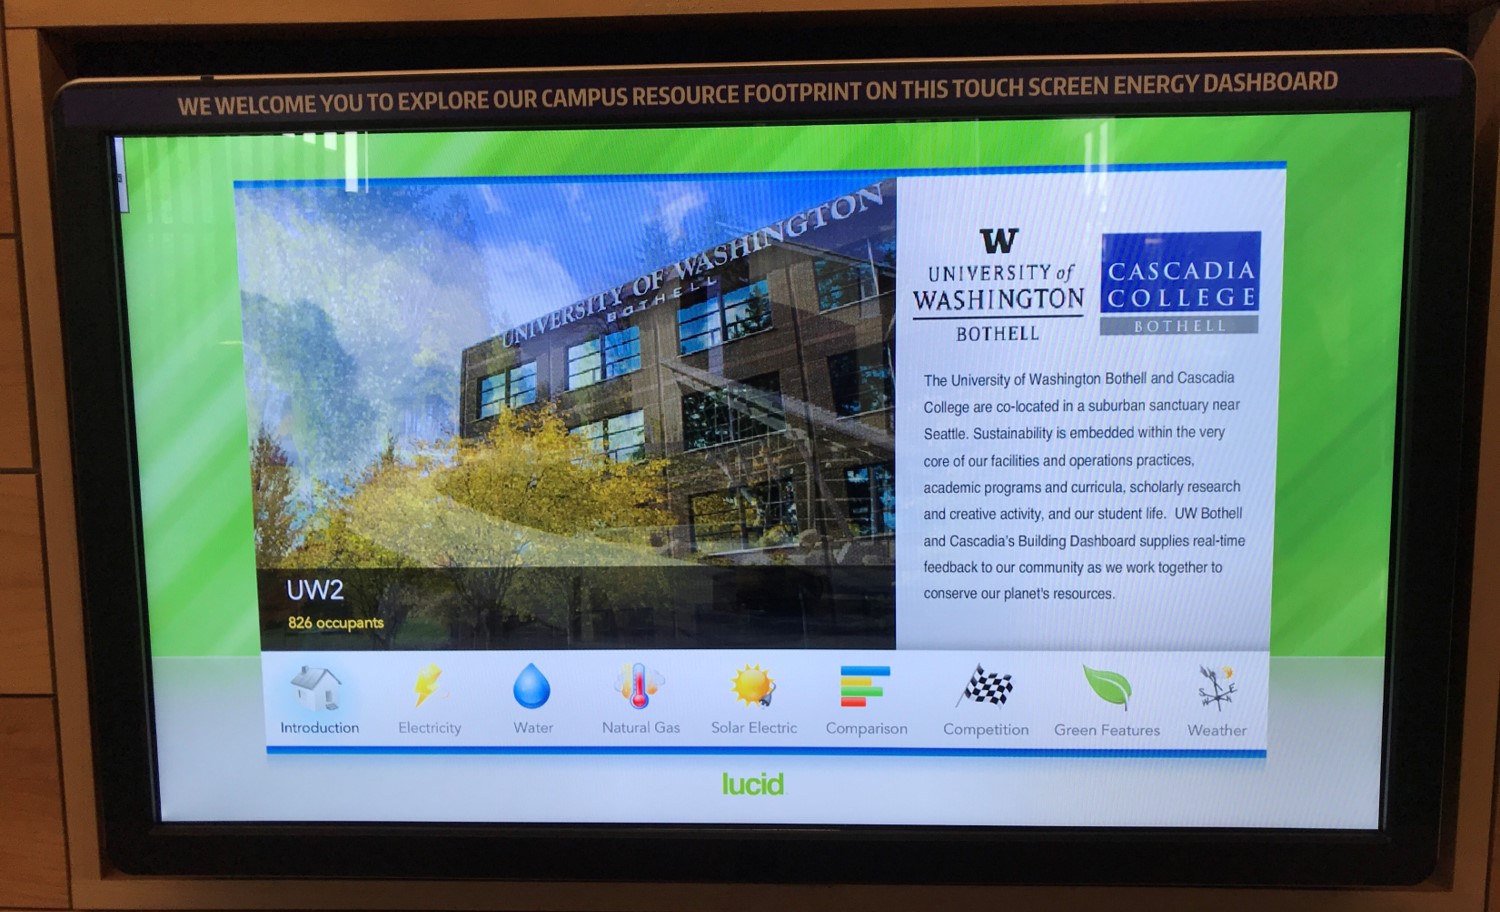 WE WELCOME YOU TO EXPLORE OUR CAMPUS RESOURCE FOOTPRINT ON THIS TOUCH SCREEN ENERGY DASHBOARD
UNIVERSITY OF WASHINGTON
BOTHELL
UW2
826 occupants
W
UNIVERSITY of
WASHINGTON
BOTHELL
CASCADIA
COLLEGE
BOTHELL
The University of Washington Bothell and Cascadia
College are co-located in a suburban sanctuary near
Seattle. Sustainability is embedded within the very
core of our facilities and operations practices,
academic programs and curricula, scholarly research
and creative activity, and our student life.  UW Bothell
and Cascadia's Building Dashboard supplies real-time
feedback to our community as we work together to
conserve our planet's resources.
Introduction
Electricity
Water
Natural Gas
Solar Electric
Comparison
Competition
Green Features
Weather
lucid